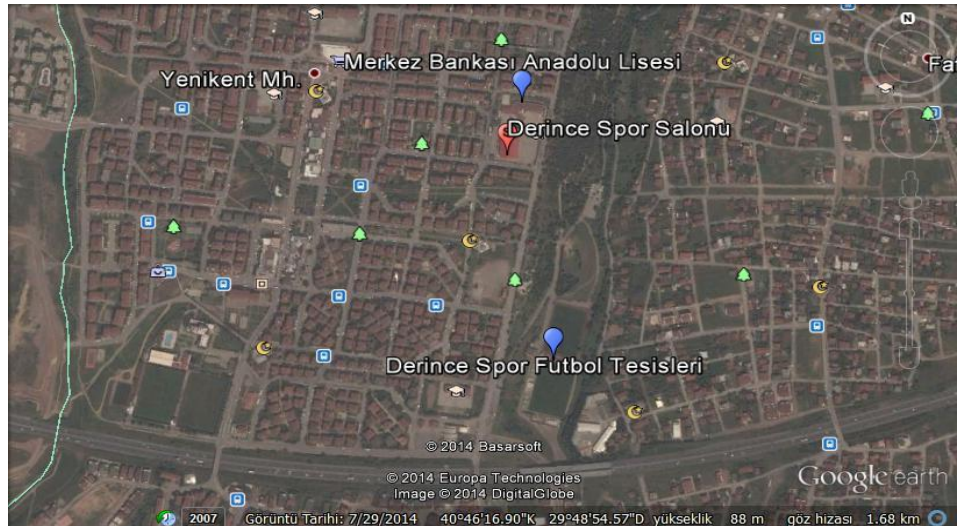 N
Merkez Bankası Anadolu Lisesi
Yenikent Mh.
Fat
Derince Spor Salonu
Derince Spor Futbol Tesisleri
© 2014 Basarsoft
© 2014 Europa Technologies
Image © 2014 DigitalGlobe
Google earth
2007 Görüntü Tarihi: 7/29/2014 40°46'16.90"K 29°48'54.57"D yükseklik 88 m göz hizası 1.68 km